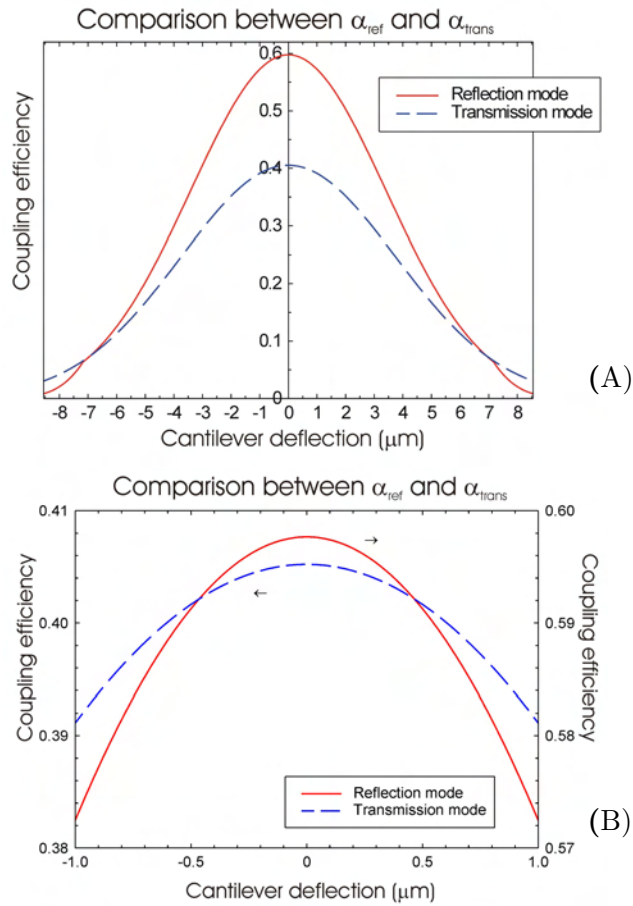 Comparison between αref and αtrans
Coupling efficiency
0.6
0.5
0.4
0.3
0.2
0.1
0
Reflection mode
Transmission mode
-8 -7 -6 -5 -4 -3 -2 -1 0 1 2 3 4 5 6 7 8
Cantilever deflection (μm)
(A)
Comparison between αref and αtrans
Coupling efficiency
0.41
0.40
0.39
0.38
→
←
0.60
0.59
0.58
0.57
Coupling efficiency
Reflection mode
Transmission mode
-1.0 -0.5 0 0.5 1.0
Cantilever deflection (μm)
(B)